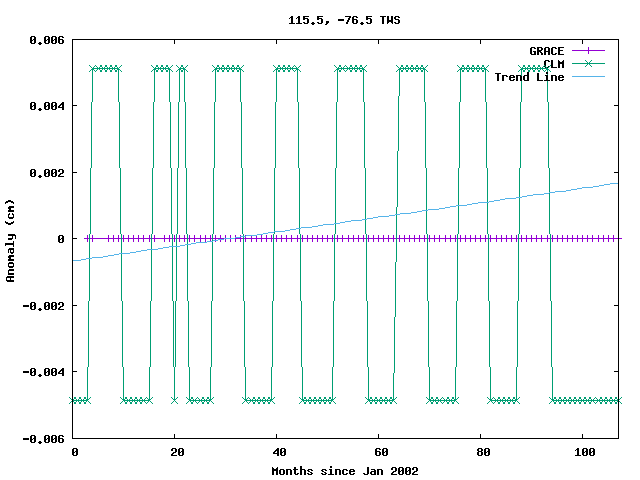 115.5, -76.5 TWS
GRACE
CLM
Trend Line
0.006
0.004
0.002
0
-0.002
-0.004
-0.006
Anomaly (cm)
0 20 40 60 80 100
Months since Jan 2002